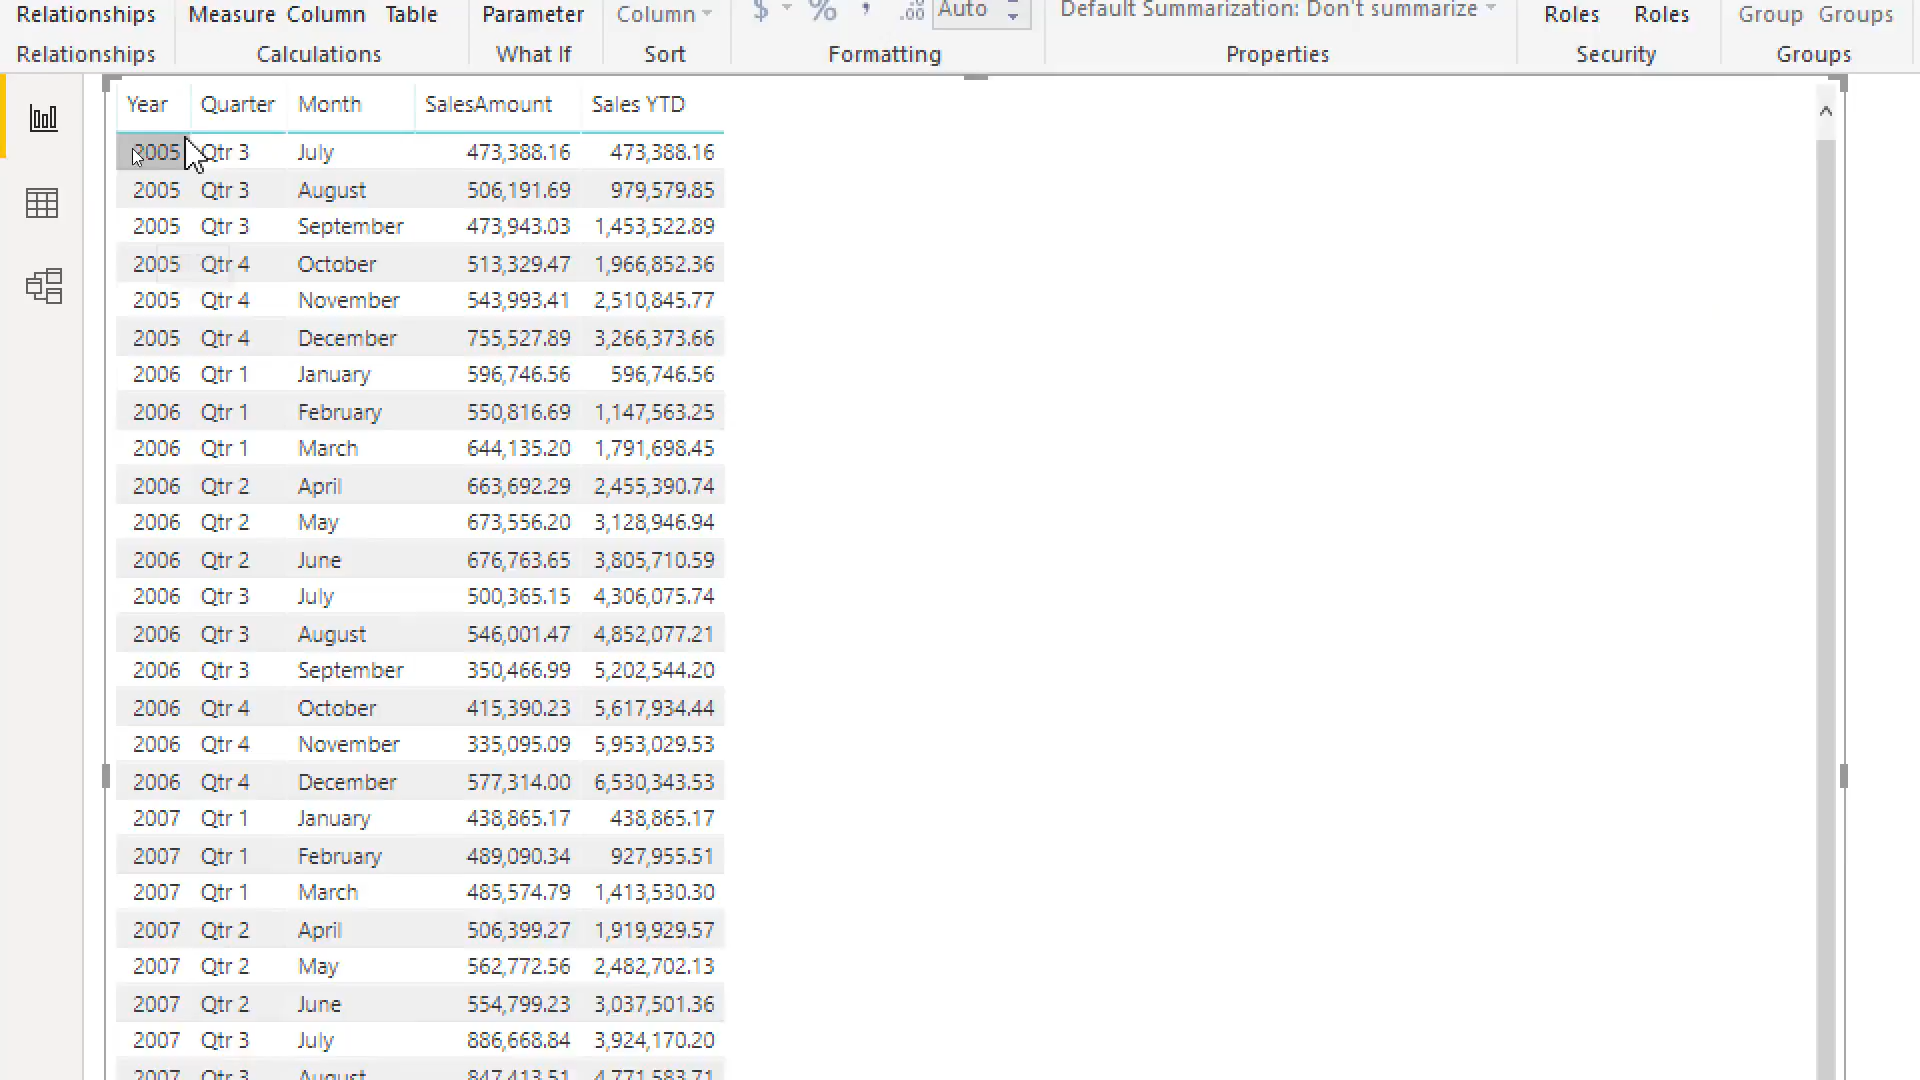 Relationships Measure Column Table Parameter Column $ % , .00 Auto Default Summarization: Don't summarize Roles Roles Group Groups
Relationships Calculations What If Sort Formatting Properties Security Groups
Year Quarter Month SalesAmount Sales YTD
2005 Qtr 3 July 473,388.16 473,388.16
2005 Qtr 3 August 506,191.69 979,579.85
2005 Qtr 3 September 473,943.03 1,453,522.89
2005 Qtr 4 October 513,329.47 1,966,852.36
2005 Qtr 4 November 543,993.41 2,510,845.77
2005 Qtr 4 December 755,527.89 3,266,373.66
2006 Qtr 1 January 596,746.56 596,746.56
2006 Qtr 1 February 550,816.69 1,147,563.25
2006 Qtr 1 March 644,135.20 1,791,698.45
2006 Qtr 2 April 663,692.29 2,455,390.74
2006 Qtr 2 May 673,556.20 3,128,946.94
2006 Qtr 2 June 676,763.65 3,805,710.59
2006 Qtr 3 July 500,365.15 4,306,075.74
2006 Qtr 3 August 546,001.47 4,852,077.21
2006 Qtr 3 September 350,466.99 5,202,544.20
2006 Qtr 4 October 415,390.23 5,617,934.44
2006 Qtr 4 November 335,095.09 5,953,029.53
2006 Qtr 4 December 577,314.00 6,530,343.53
2007 Qtr 1 January 438,865.17 438,865.17
2007 Qtr 1 February 489,090.34 927,955.51
2007 Qtr 1 March 485,574.79 1,413,530.30
2007 Qtr 2 April 506,399.27 1,919,929.57
2007 Qtr 2 May 562,772.56 2,482,702.13
2007 Qtr 2 June 554,799.23 3,037,501.36
2007 Qtr 3 July 886,668.84 3,924,170.20
2007 Qtr 3 August 847,413.51 4,771,583.71